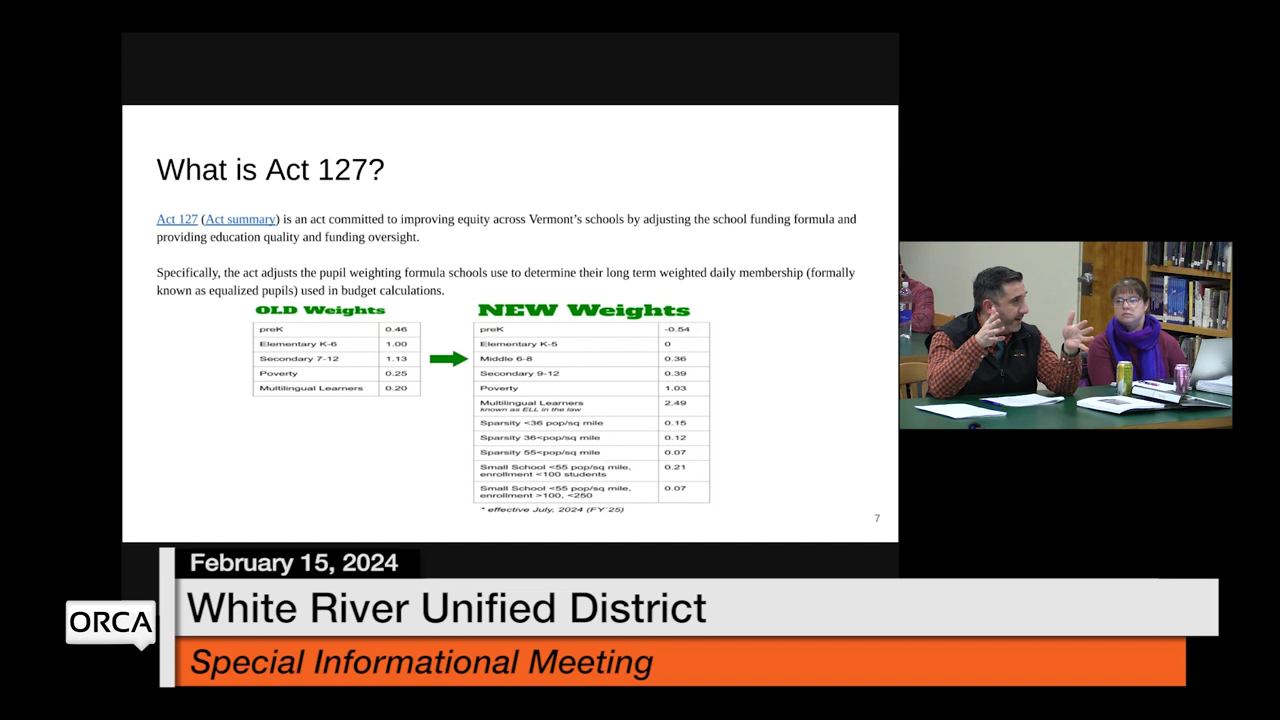 What is Act 127?
Act 127 (Act summary) is an act committed to improving equity across Vermont's schools by adjusting the school funding formula and
providing education quality and funding oversight.
Specifically, the act adjusts the pupil weighting formula schools use to determine their long term weighted daily membership (formally
known as equalized pupils) used in budget calculations.
OLD Weights
preK 0.46
Elementary K-6 1.00
Secondary 7-12 1.13
Poverty 0.25
Multilingual Learners 0.20
NEW Weights
preK -0.54
Elementary K-5 0
Middle 6-8 0.36
Secondary 9-12 0.39
Poverty 1.03
Multilingual Learners 2.49
known as ELL in the law
Sparsity <36 pop/sq mile 0.15
Sparsity 36<pop/sq mile 0.12
Sparsity 55<pop/sq mile 0.07
Small School <55 pop/sq mile, 0.21
enrollment <100 students
Small School <55 pop/sq mile, 0.07
enrollment >100, <250
* effective July, 2024 (FY'25)
7
February 15, 2024
ORCA
White River Unified District
Special Informational Meeting